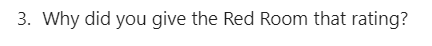 3. Why did you give the Red Room that rating?